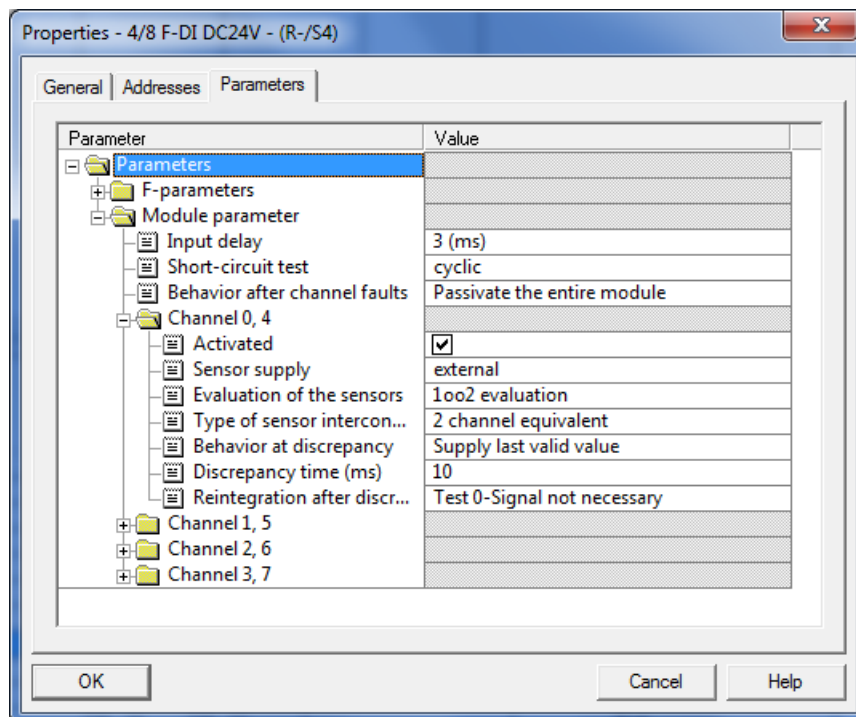 Properties - 4/8 F-DI DC24V - (R-/S4)
General Addresses Parameters
Parameter Value
Parameters
F-parameters
Module parameter
Input delay 3 (ms)
Short-circuit test cyclic
Behavior after channel faults Passivate the entire module
Channel 0, 4
Activated
Sensor supply external
Evaluation of the sensors 1oo2 evaluation
Type of sensor intercon... 2 channel equivalent
Behavior at discrepancy Supply last valid value
Discrepancy time (ms) 10
Reintegration after discr... Test 0-Signal not necessary
Channel 1, 5
Channel 2, 6
Channel 3, 7
OK Cancel Help